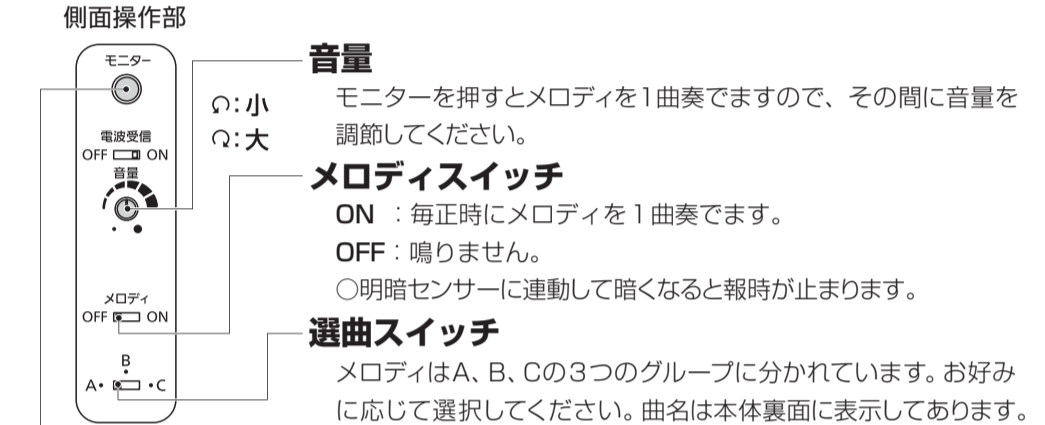 側面操作部
モニター
電波受信
OFF ON
音量
メロディ
OFF ON
B
A• •C
:小
:大
音量
モニターを押すとメロディを1曲奏でますので、その間に音量を
調節してください。
メロディスイッチ
ON :毎正時にメロディを1曲奏でます。
OFF:鳴りません。
○明暗センサーに連動して暗くなると報時が止まります。
選曲スイッチ
メロディはA、B、Cの3つのグループに分かれています。お好み
に応じて選択してください。曲名は本体裏面に表示してあります。